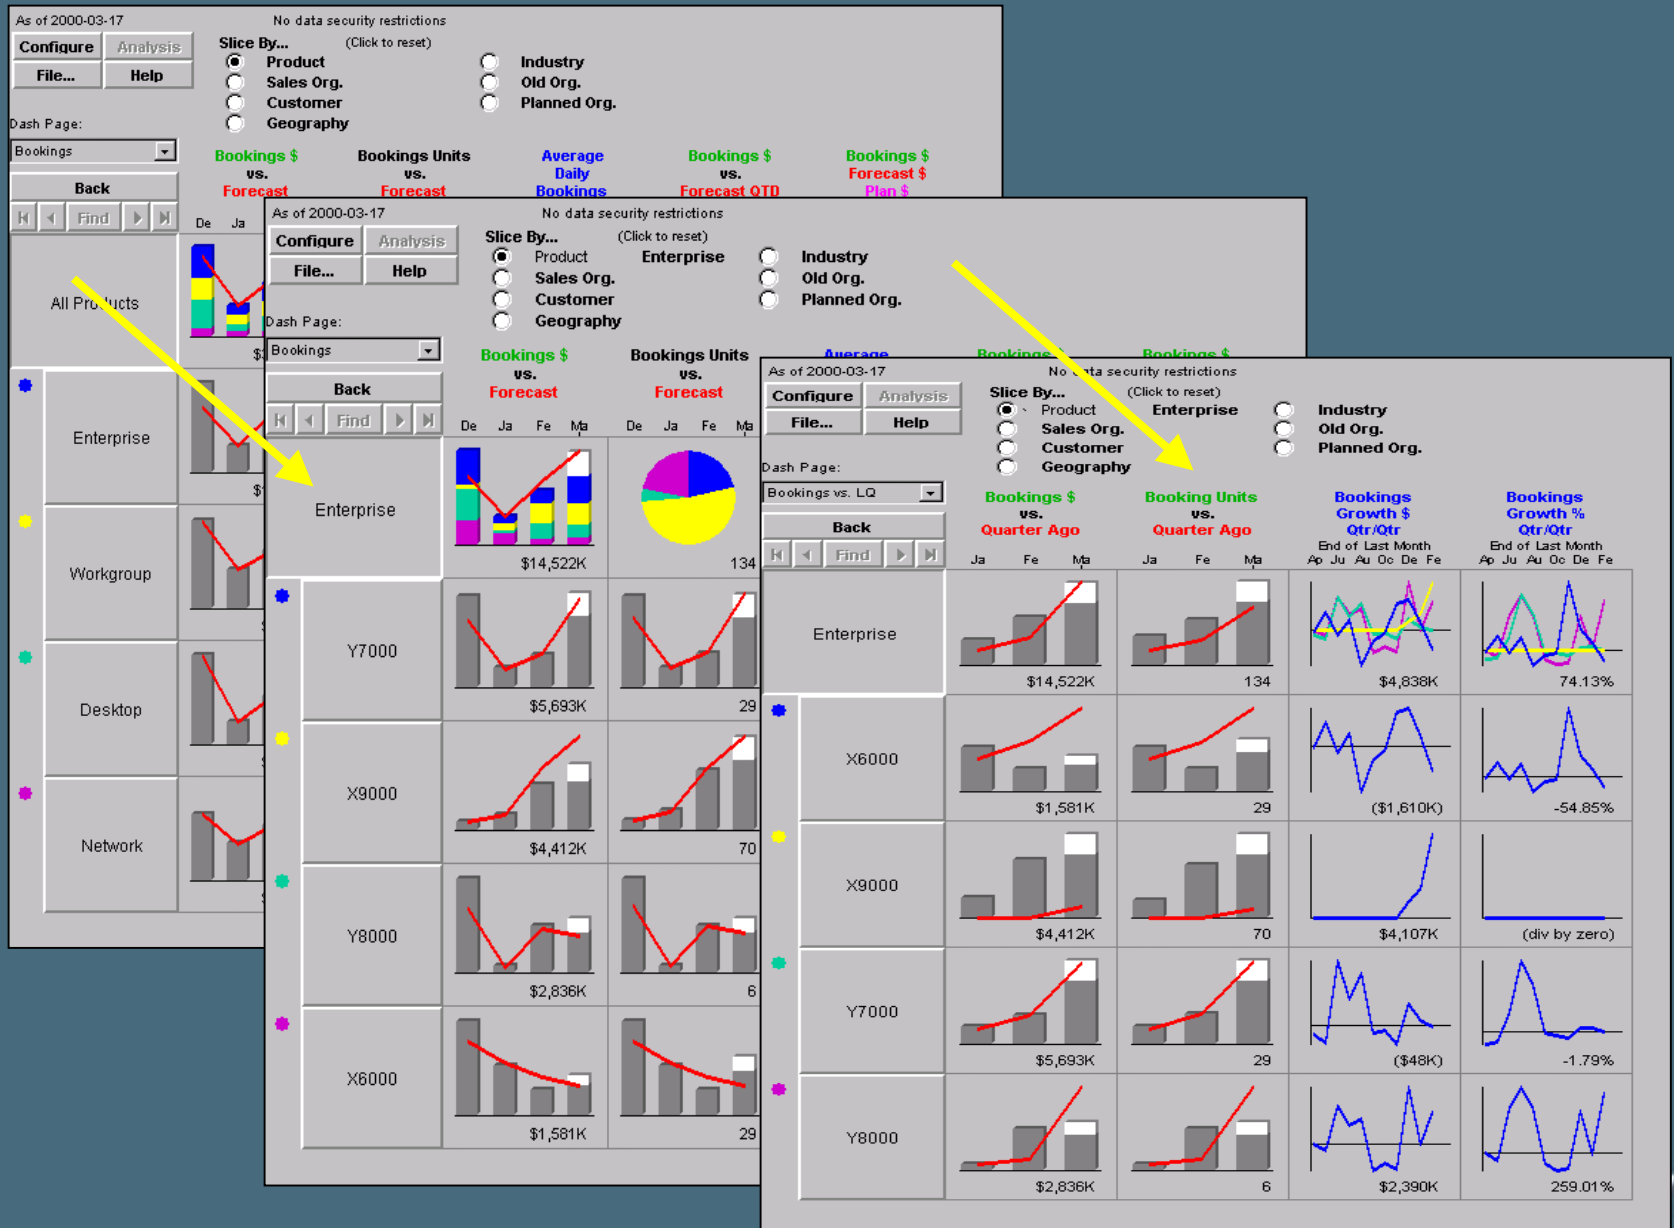 As of 2000-03-17
No data security restrictions
Configure
Analysis
Slice By...
(Click to reset)
File...
Help
Product
Industry
Sales Org.
Old Org.
Customer
Planned Org.
Geography
Dash Page:
Bookings
Bookings $
vs.
Forecast
Bookings Units
vs.
Forecast
Average
Daily
Bookings
Bookings $
vs.
Forecast QTD
Bookings $
Forecast $
Plan $
Back
Find
De Ja
All Products
Enterprise
Workgroup
Desktop
Network
As of 2000-03-17
No data security restrictions
Configure
Analysis
Slice By...
(Click to reset)
File...
Help
Product
Enterprise
Industry
Sales Org.
Old Org.
Customer
Planned Org.
Geography
Dash Page:
Bookings
Bookings $
vs.
Forecast
Bookings Units
vs.
Forecast
Average
Bookings $
Bookings $
Back
Find
De Ja Fe Ma
De Ja Fe Ma
Enterprise
$14,522K
134
Y7000
$5,693K
29
X9000
$4,412K
70
Y8000
$2,836K
6
X6000
$1,581K
29
As of 2000-03-17
No data security restrictions
Configure
Analysis
Slice By...
(Click to reset)
File...
Help
Product
Enterprise
Industry
Sales Org.
Old Org.
Customer
Planned Org.
Geography
Dash Page:
Bookings vs. LQ
Bookings $
vs.
Quarter Ago
Booking Units
vs.
Quarter Ago
Bookings
Growth $
Qtr/Qtr
End of Last Month
Bookings
Growth %
Qtr/Qtr
End of Last Month
Back
Find
Ja Fe Ma
Ja Fe Ma
Ap Ju Au Oc De Fe
Ap Ju Au Oc De Fe
Enterprise
$14,522K
134
$4,838K
74.13%
X6000
$1,581K
29
($1,610K)
-54.85%
X9000
$4,412K
70
$4,107K
(div by zero)
Y7000
$5,693K
29
($48K)
-1.79%
Y8000
$2,836K
6
$2,390K
259.01%